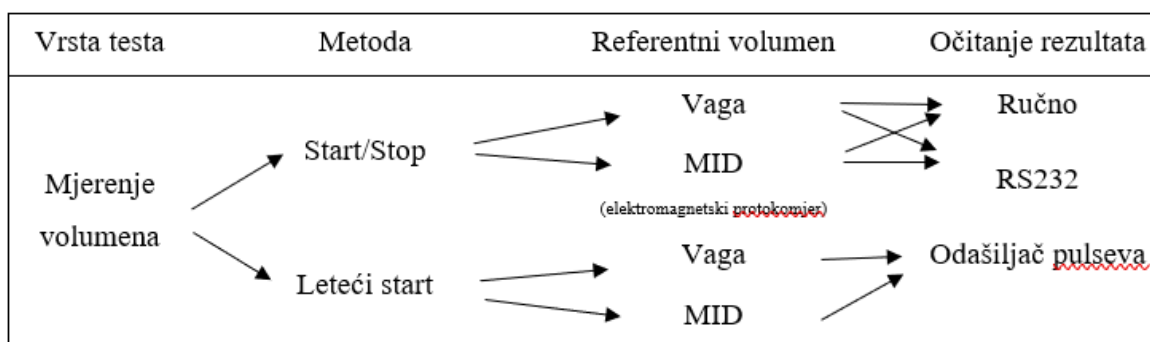 Vrsta testa Metoda Referentni volumen Očitanje rezultata
Vaga Ručno
Start/Stop
MID RS232
Mjerenje
(elektromagnetski protokomjer)
volumena
Vaga Odašiljač pulseva
Leteći start
MID